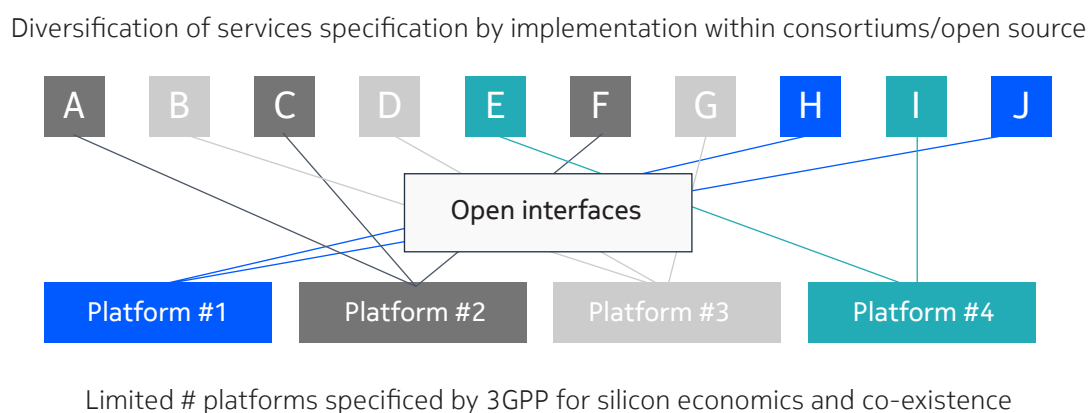 Diversification of services specification by implementation within consortiums/open source
A B C D E F G H I J
Open interfaces
Platform #1 Platform #2 Platform #3 Platform #4
Limited # platforms specificed by 3GPP for silicon economics and co-existence